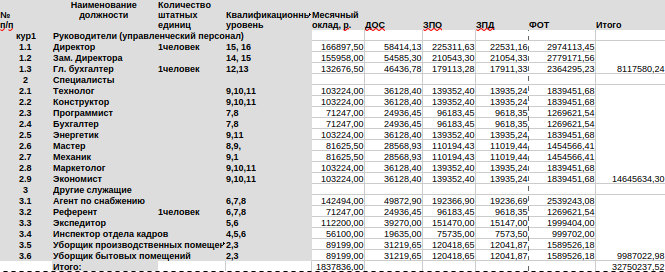 № п/п Наименование должности Количество штатных единиц Квалификационнь уровень Месячный оклад, р. ДОС ЗПО ЗПД ФОТ Итого
кур1 Руководители (управленческий персонал)
1.1 Директор 1человек 15, 16 166897,50 58414,13 225311,63 22531,16 2974113,45
1.2 Зам. Директора 14, 15 155958,00 54585,30 210543,30 21054,33 2779171,56
1.3 Гл. бухгалтер 1человек 12,13 132676,50 46436,78 179113,28 17911,33 2364295,23 8117580,24
2 Специалисты
2.1 Технолог 9,10,11 103224,00 36128,40 139352,40 13935,24 1839451,68
2.2 Конструктор 9,10,11 103224,00 36128,40 139352,40 13935,24 1839451,68
2.3 Программист 7,8 71247,00 24936,45 96183,45 9618,35 1269621,54
2.4 Бухгалтер 7,8 71247,00 24936,45 96183,45 9618,35 1269621,54
2.5 Энергетик 9,11 103224,00 36128,40 139352,40 13935,24 1839451,68
2.6 Мастер 8,9, 81625,50 28568,93 110194,43 11019,44 1454566,41
2.7 Механик 9,1 81625,50 28568,93 110194,43 11019,44 1454566,41
2.8 Маркетолог 9,10,11 103224,00 36128,40 139352,40 13935,24 1839451,68
2.9 Экономист 9,10,11 103224,00 36128,40 139352,40 13935,24 1839451,68 14645634,30
3 Другие служащие
3.1 Агент по снабжению 6,7,8 142494,00 49872,90 192366,90 19236,69 2539243,08
3.2 Референт 1человек 6,7,8 71247,00 24936,45 96183,45 9618,35 1269621,54
3.3 Экспедитор 5,6 112200,00 39270,00 151470,00 15147,00 1999404,00
3.4 Инспектор отдела кадров 4,5,6 56100,00 19635,00 75735,00 7573,50 999702,00
3.5 Уборщик производственных помещен 2,3 89199,00 31219,65 120418,65 12041,87 1589526,18
3.6 Уборщик бытовых помещений 2,3 89199,00 31219,65 120418,65 12041,87 1589526,18 9987022,98
Итого: 1837836,00 32750237,52